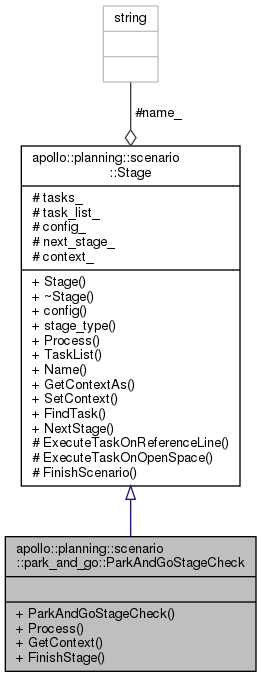 string
#name_
apollo::planning::scenario
::Stage
# tasks_
# task_list_
# config_
# next_stage_
# context_
+ Stage()
+ ~Stage()
+ config()
+ stage_type()
+ Process()
+ TaskList()
+ Name()
+ GetContextAs()
+ SetContext()
+ FindTask()
+ NextStage()
# ExecuteTaskOnReferenceLine()
# ExecuteTaskOnOpenSpace()
# FinishScenario()
apollo::planning::scenario
::park_and_go::ParkAndGoStageCheck
+ ParkAndGoStageCheck()
+ Process()
+ GetContext()
+ FinishStage()